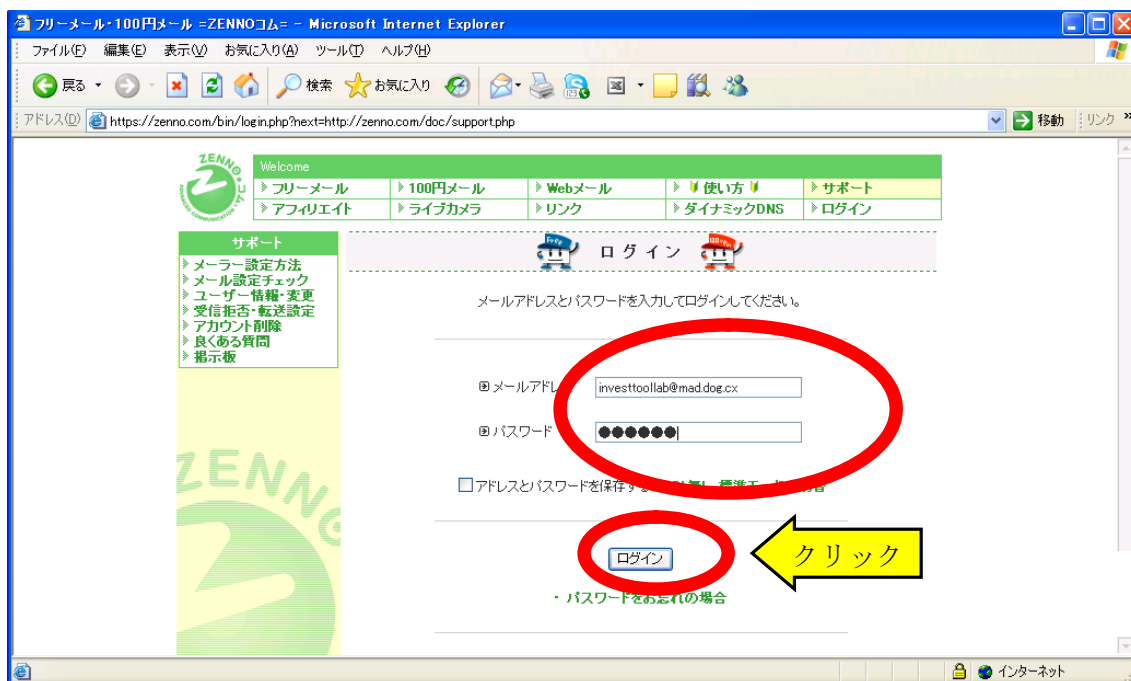 フリーメール・100円メール =ZENNOコム= - Microsoft Internet Explorer
ファイル(F) 編集(E) 表示(V) お気に入り(A) ツール(T) ヘルプ(H)
戻る 検索 お気に入り
アドレス(D) https://zenno.com/bin/login.php?next=http://zenno.com/doc/support.php 移動 リンク »
ZENNO・コム
ADVANCED COMMUNICATION
Welcome
フリーメール 100円メール Webメール 使い方 サポート
アフィリエイト ライブカメラ リンク ダイナミックDNS ログイン
サポート
メーラー設定方法
メール設定チェック
ユーザー情報・変更
受信拒否・転送設定
アカウント削除
良くある質問
掲示板
Free ログイン
メールアドレスとパスワードを入力してログインしてください。
メールアドレ investtoollab@mad.dog.cx
パスワード ●●●●●●
アドレスとパスワードを保存する
ログイン
クリック
・ パスワードをお忘れの場合
ZENNO
インターネット